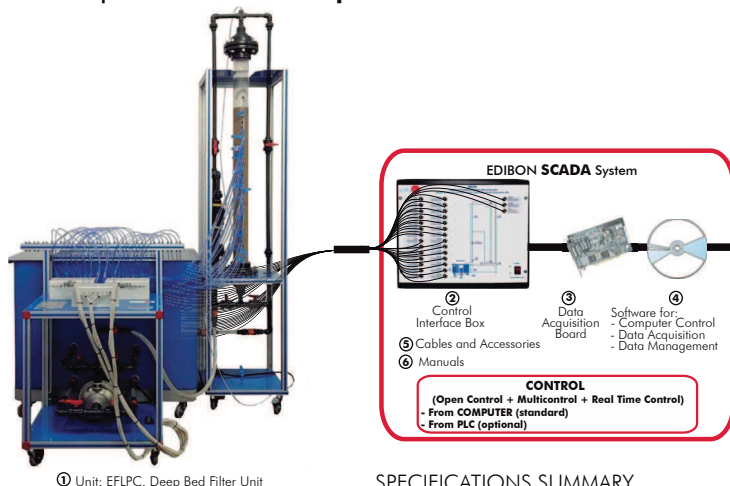 EDIBON SCADA System
② Control Interface Box
③ Data Acquisition Board
④ Software for:
- Computer Control
- Data Acquisition
- Data Management
⑤ Cables and Accessories
⑥ Manuals
CONTROL
(Open Control + Multicontrol + Real Time Control)
- From COMPUTER (standard)
- From PLC (optional)
① Unit: EFLPC. Deep Bed Filter Unit
SPECIFICATIONS SUMMARY